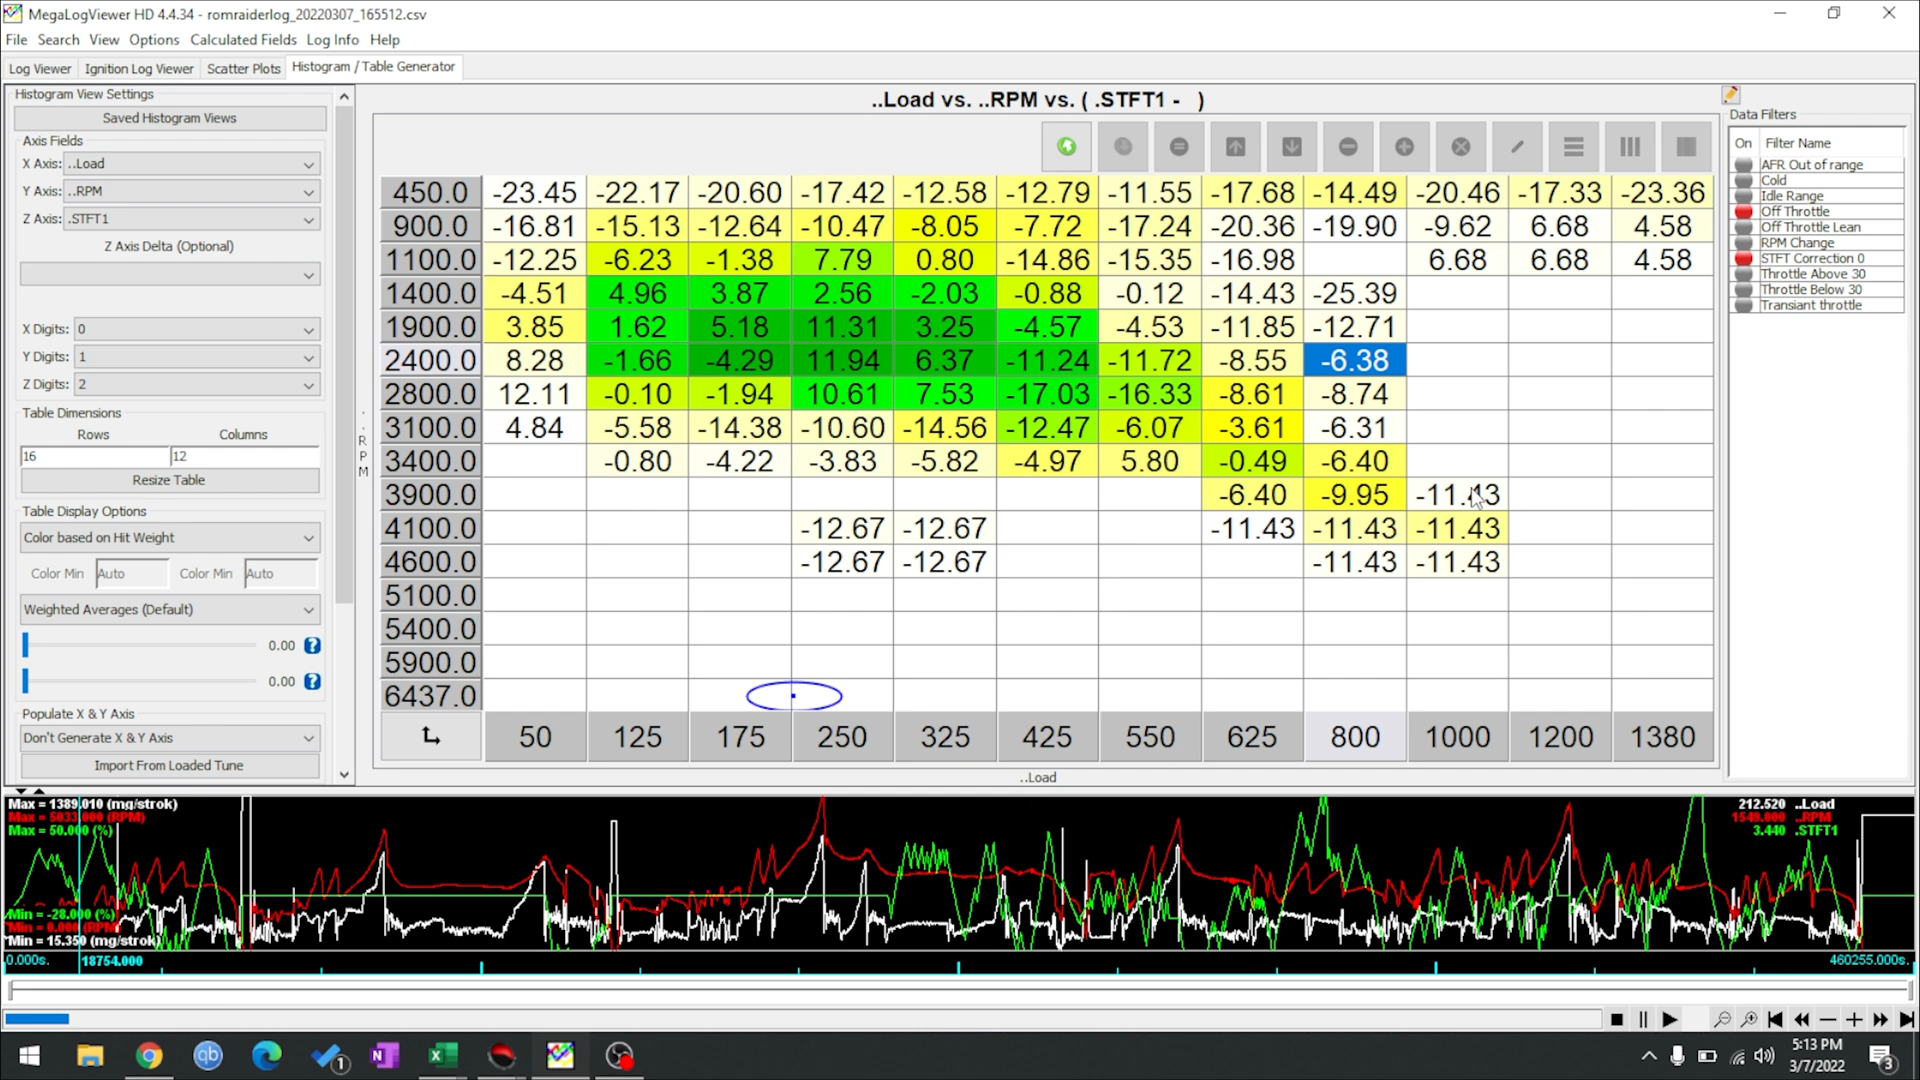 MegaLogViewer HD 4.4.34 - romraiderlog_20220307_165512.csv
File Search View Options Calculated Fields Log Info Help
Log Viewer Ignition Log Viewer Scatter Plots Histogram / Table Generator
Histogram View Settings
Saved Histogram Views
Axis Fields
X Axis: ..Load
Y Axis: ..RPM
Z Axis: .STFT1
Z Axis Delta (Optional)
X Digits: 0
Y Digits: 1
Z Digits: 2
Table Dimensions
Rows Columns
16 12
Resize Table
Table Display Options
Color based on Hit Weight
Color Min Auto Color Min Auto
Weighted Averages (Default)
0.00 ?
0.00 ?
Populate X & Y Axis
Don't Generate X & Y Axis
Import From Loaded Tune
..Load vs. ..RPM vs. ( .STFT1 - )
. . R P M
450.0 -23.45 -22.17 -20.60 -17.42 -12.58 -12.79 -11.55 -17.68 -14.49 -20.46 -17.33 -23.36
900.0 -16.81 -15.13 -12.64 -10.47 -8.05 -7.72 -17.24 -20.36 -19.90 -9.62 6.68 4.58
1100.0 -12.25 -6.23 -1.38 7.79 0.80 -14.86 -15.35 -16.98 6.68 6.68 4.58
1400.0 -4.51 4.96 3.87 2.56 -2.03 -0.88 -0.12 -14.43 -25.39
1900.0 3.85 1.62 5.18 11.31 3.25 -4.57 -4.53 -11.85 -12.71
2400.0 8.28 -1.66 -4.29 11.94 6.37 -11.24 -11.72 -8.55 -6.38
2800.0 12.11 -0.10 -1.94 10.61 7.53 -17.03 -16.33 -8.61 -8.74
3100.0 4.84 -5.58 -14.38 -10.60 -14.56 -12.47 -6.07 -3.61 -6.31
3400.0 -0.80 -4.22 -3.83 -5.82 -4.97 5.80 -0.49 -6.40
3900.0 -6.40 -9.95 -11.43
4100.0 -12.67 -12.67 -11.43 -11.43 -11.43
4600.0 -12.67 -12.67 -11.43 -11.43
5100.0
5400.0
5900.0
6437.0
50 125 175 250 325 425 550 625 800 1000 1200 1380
..Load
Data Filters
On Filter Name
AFR Out of range
Cold
Idle Range
Off Throttle
Off Throttle Lean
RPM Change
STFT Correction 0
Throttle Above 30
Throttle Below 30
Transiant throttle
Max = 1389.010 (mg/strok)
Max = 5033.000 (RPM)
Max = 50.000 (%)
212.520 ..Load
1549.000 ..RPM
3.440 .STFT1
Min = -28.000 (%)
Min = 0.000 (RPM)
Min = 15.350 (mg/strok)
0.000s. 18754.000 460255.000s.
1
5:13 PM
3/7/2022
3